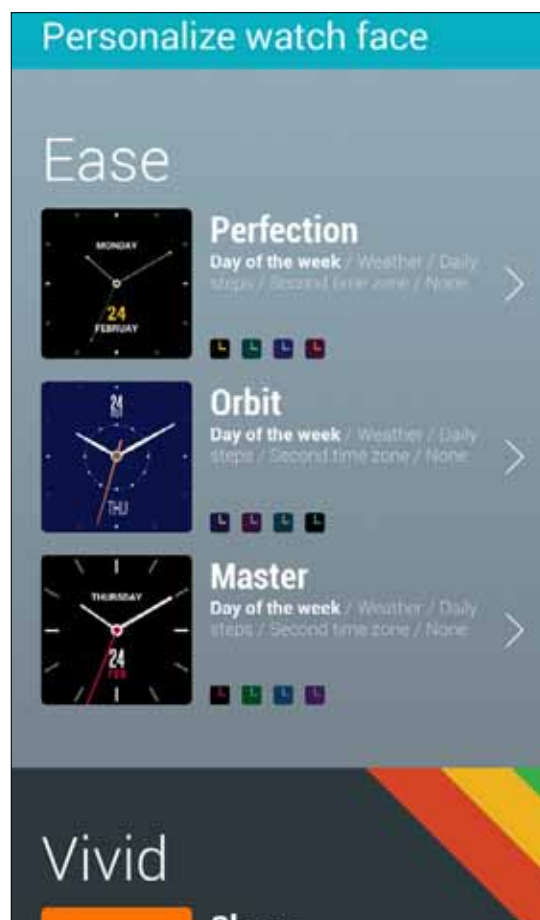 Personalize watch face
Ease
MONDAY
24
FEBRUAY
Perfection
Day of the week / Weather / Daily
steps / Second time zone / None
24
THU
Orbit
Day of the week / Weather / Daily
steps / Second time zone / None
THURSDAY
24
FEB
Master
Day of the week / Weather / Daily
steps / Second time zone / None
Vivid